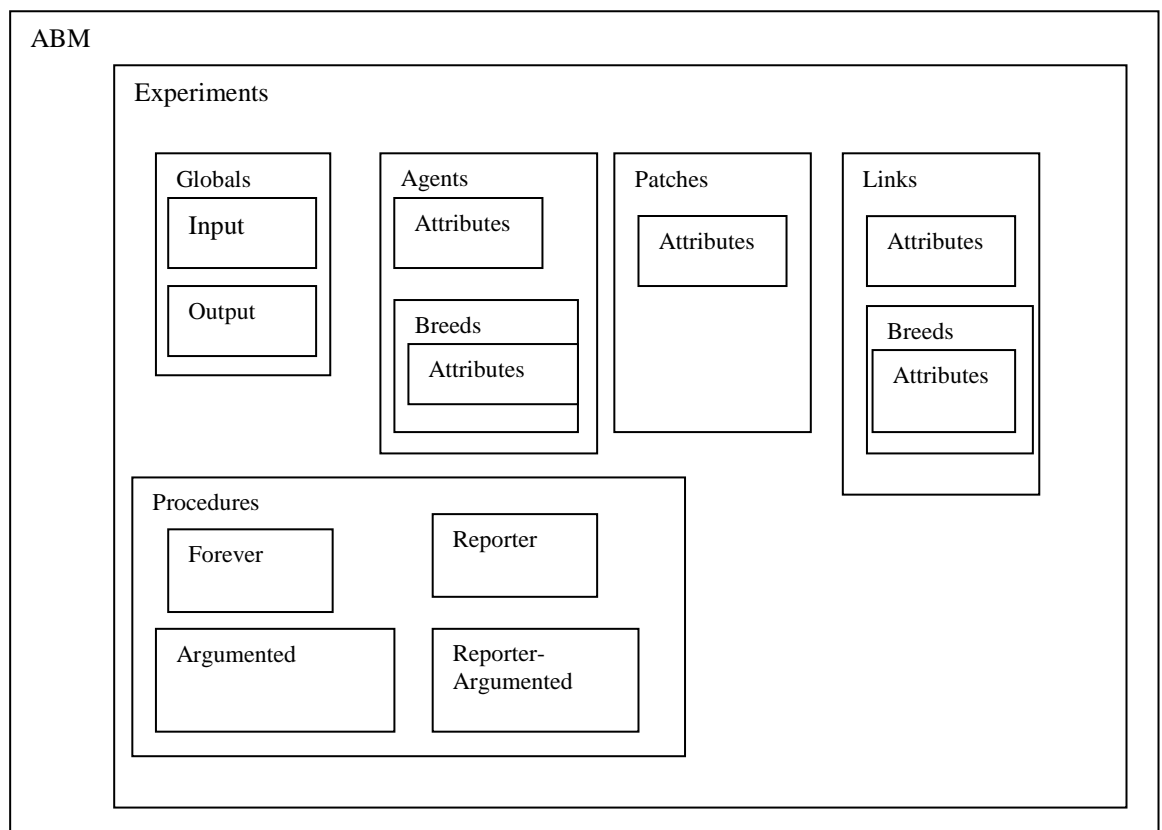 ABM
Experiments
Globals
Input
Output
Agents
Attributes
Breeds
Attributes
Patches
Attributes
Links
Attributes
Breeds
Attributes
Procedures
Forever
Reporter
Argumented
Reporter-
Argumented